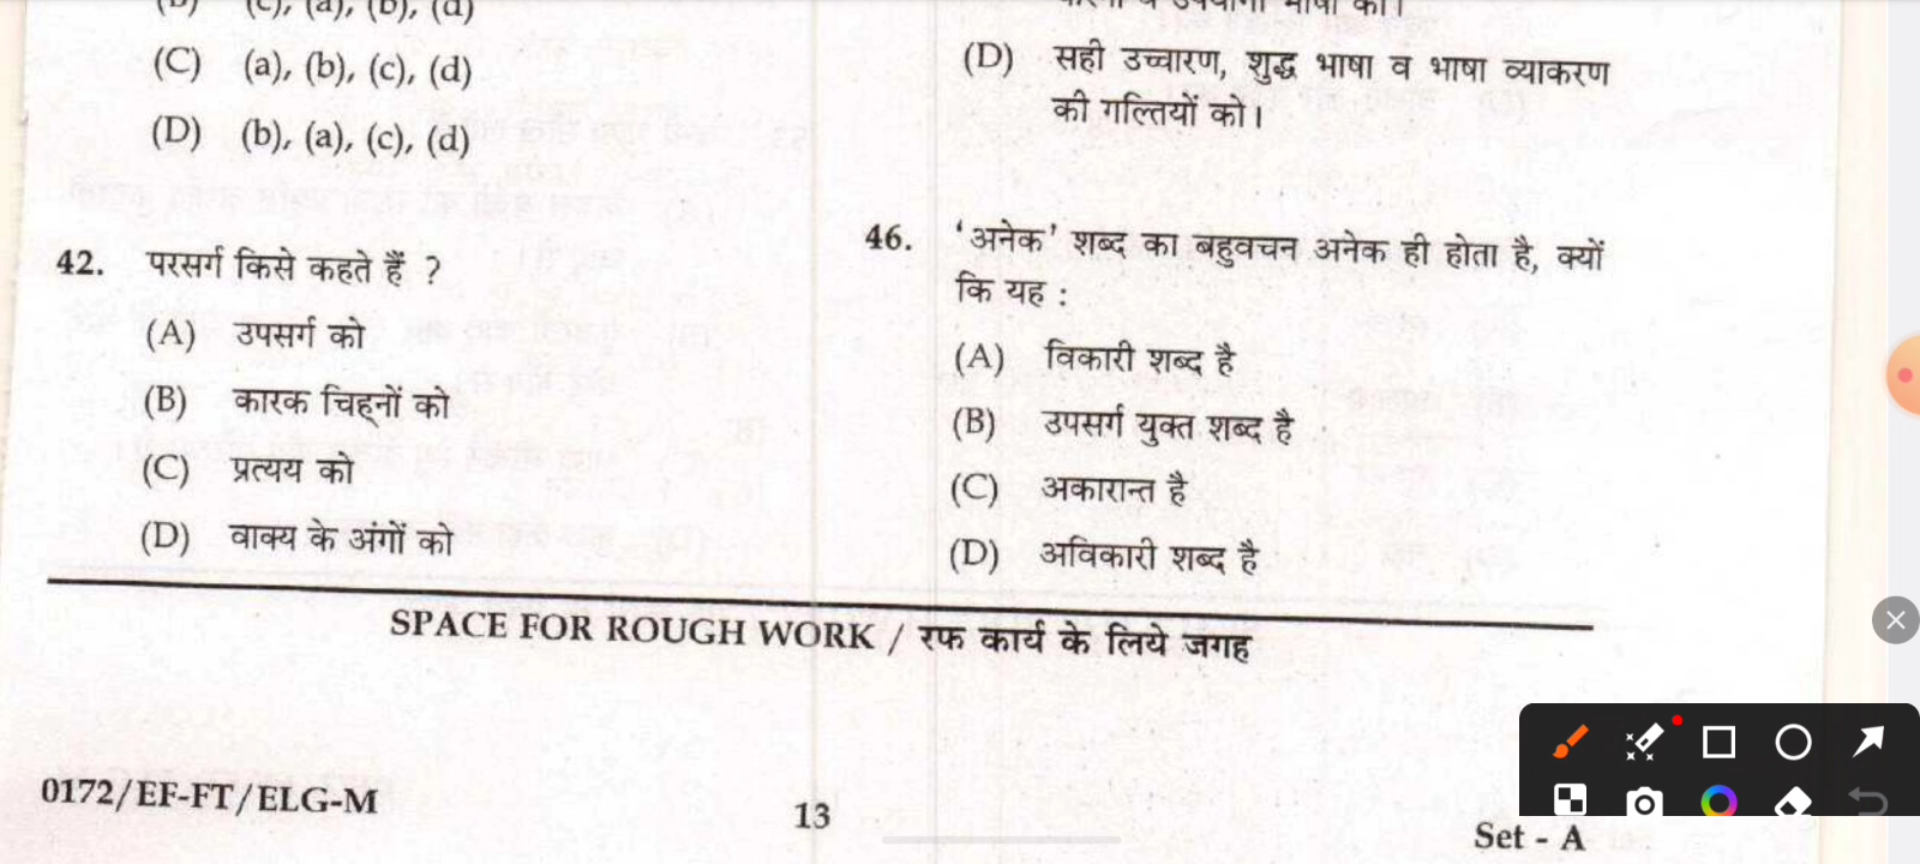 (B) (c), (a), (b), (d)
(C) (a), (b), (c), (d)
(D) (b), (a), (c), (d)
42. परसर्ग किसे कहते हैं ?
(A) उपसर्ग को
(B) कारक चिह्नों को
(C) प्रत्यय को
(D) वाक्य के अंगों को
(D) सही उच्चारण, शुद्ध भाषा व भाषा व्याकरण
की गल्तियों को।
46. ‘अनेक’ शब्द का बहुवचन अनेक ही होता है, क्यों
कि यह :
(A) विकारी शब्द है
(B) उपसर्ग युक्त शब्द है
(C) अकारान्त है
(D) अविकारी शब्द है
SPACE FOR ROUGH WORK / रफ कार्य के लिये जगह
0172/EF-FT/ELG-M
13
Set - A